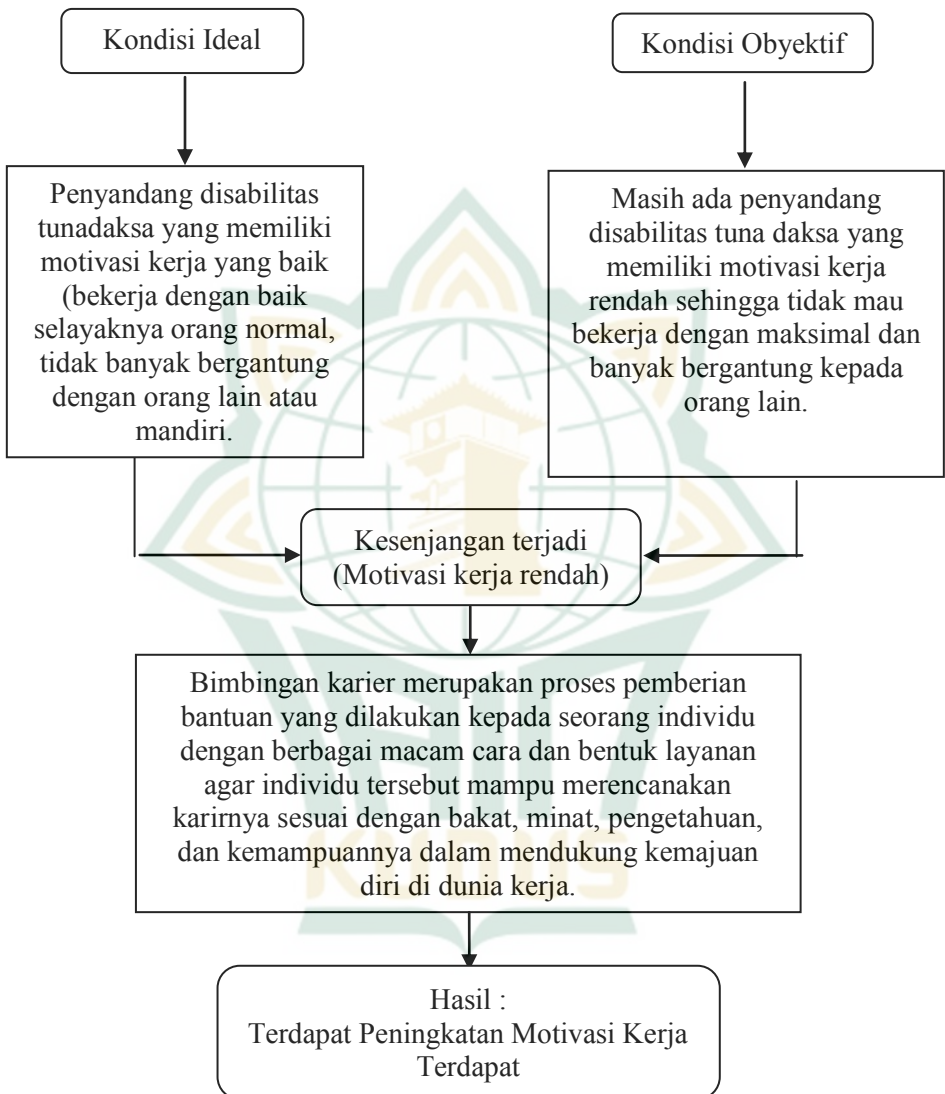 Kondisi Ideal
Kondisi Obyektif
Penyandang disabilitas
tunadaksa yang memiliki
motivasi kerja yang baik
(bekerja dengan baik
selayaknya orang normal,
tidak banyak bergantung
dengan orang lain atau
mandiri.
Masih ada penyandang
disabilitas tuna daksa yang
memiliki motivasi kerja
rendah sehingga tidak mau
bekerja dengan maksimal dan
banyak bergantung kepada
orang lain.
Kesenjangan terjadi
(Motivasi kerja rendah)
Bimbingan karier merupakan proses pemberian
bantuan yang dilakukan kepada seorang individu
dengan berbagai macam cara dan bentuk layanan
agar individu tersebut mampu merencanakan
karirnya sesuai dengan bakat, minat, pengetahuan,
dan kemampuannya dalam mendukung kemajuan
diri di dunia kerja.
KUDUS
Hasil :
Terdapat Peningkatan Motivasi Kerja
Terdapat